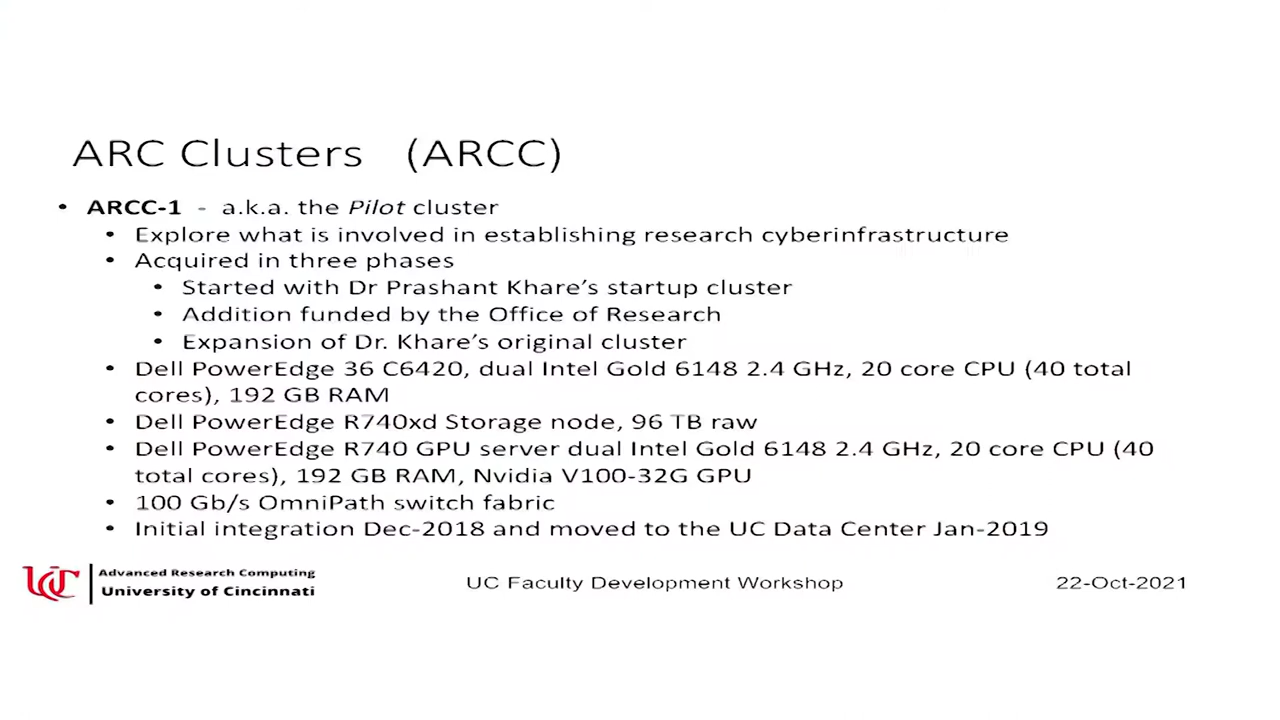 ARC Clusters (ARCC)
• ARCC-1 - a.k.a. the Pilot cluster
• Explore what is involved in establishing research cyberinfrastructure
• Acquired in three phases
• Started with Dr Prashant Khare's startup cluster
• Addition funded by the Office of Research
• Expansion of Dr. Khare's original cluster
• Dell PowerEdge 36 C6420, dual Intel Gold 6148 2.4 GHz, 20 core CPU (40 total
cores), 192 GB RAM
• Dell PowerEdge R740xd Storage node, 96 TB raw
• Dell PowerEdge R740 GPU server dual Intel Gold 6148 2.4 GHz, 20 core CPU (40
total cores), 192 GB RAM, Nvidia V100-32G GPU
• 100 Gb/s OmniPath switch fabric
• Initial integration Dec-2018 and moved to the UC Data Center Jan-2019
UC
Advanced Research Computing
University of Cincinnati
UC Faculty Development Workshop
22-Oct-2021